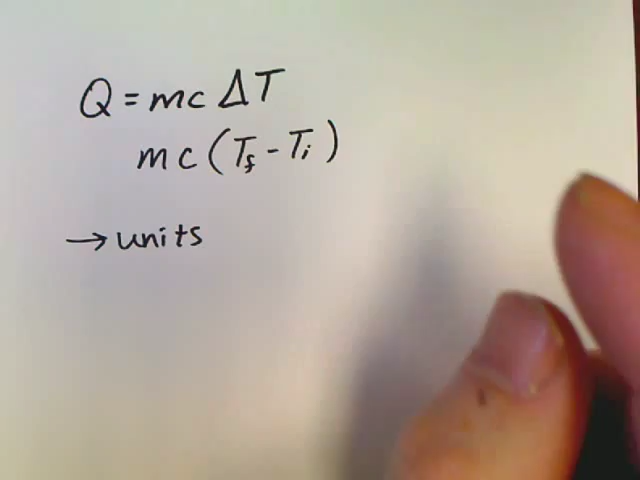 Q = mc ΔT
mc (Tf - Ti)
→ units